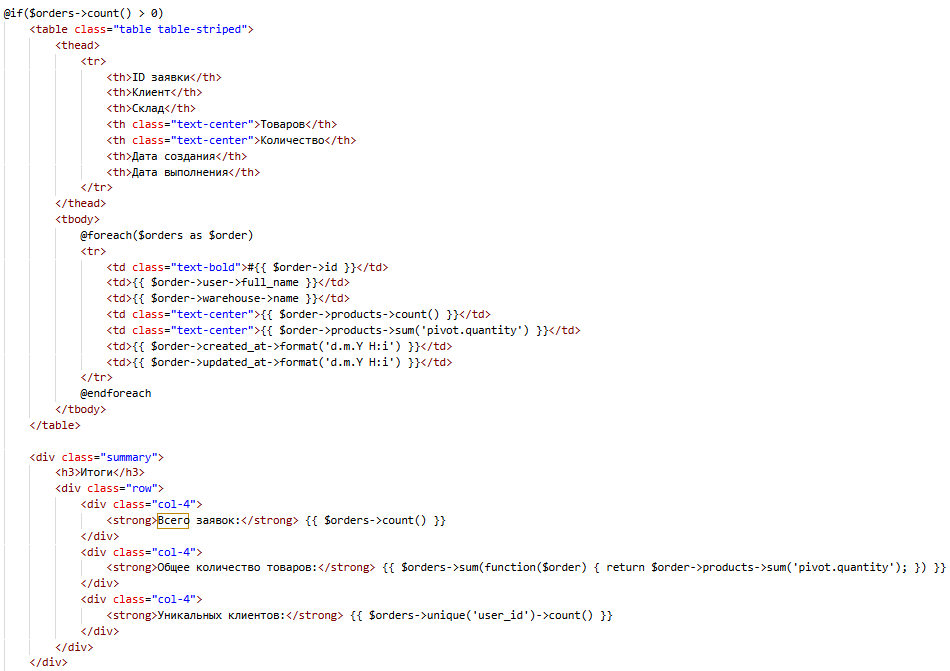 @if($orders->count() > 0)
<table class="table table-striped">
<thead>
<tr>
<th>ID заявки</th>
<th>Клиент</th>
<th>Склад</th>
<th class="text-center">Товаров</th>
<th class="text-center">Количество</th>
<th>Дата создания</th>
<th>Дата выполнения</th>
</tr>
</thead>
<tbody>
@foreach($orders as $order)
<tr>
<td class="text-bold">#{{ $order->id }}</td>
<td>{{ $order->user->full_name }}</td>
<td>{{ $order->warehouse->name }}</td>
<td class="text-center">{{ $order->products->count() }}</td>
<td class="text-center">{{ $order->products->sum('pivot.quantity') }}</td>
<td>{{ $order->created_at->format('d.m.Y H:i') }}</td>
<td>{{ $order->updated_at->format('d.m.Y H:i') }}</td>
</tr>
@endforeach
</tbody>
</table>
<div class="summary">
<h3>Итоги</h3>
<div class="row">
<div class="col-4">
<strong>Всего заявок:</strong> {{ $orders->count() }}
</div>
<div class="col-4">
<strong>Общее количество товаров:</strong> {{ $orders->sum(function($order) { return $order->products->sum('pivot.quantity'); }) }}
</div>
<div class="col-4">
<strong>Уникальных клиентов:</strong> {{ $orders->unique('user_id')->count() }}
</div>
</div>
</div>